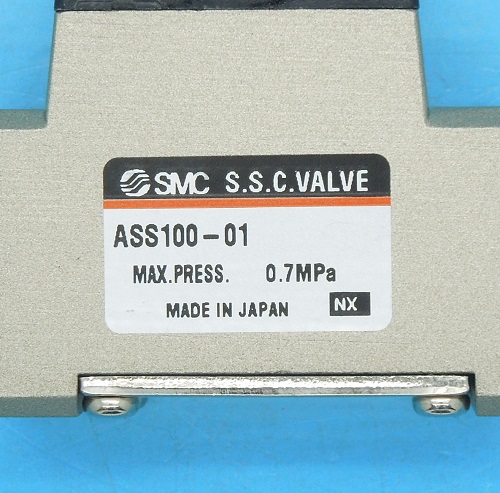 SMC S.S.C.VALVE
ASS100-01
MAX.PRESS. 0.7MPa
MADE IN JAPAN NX